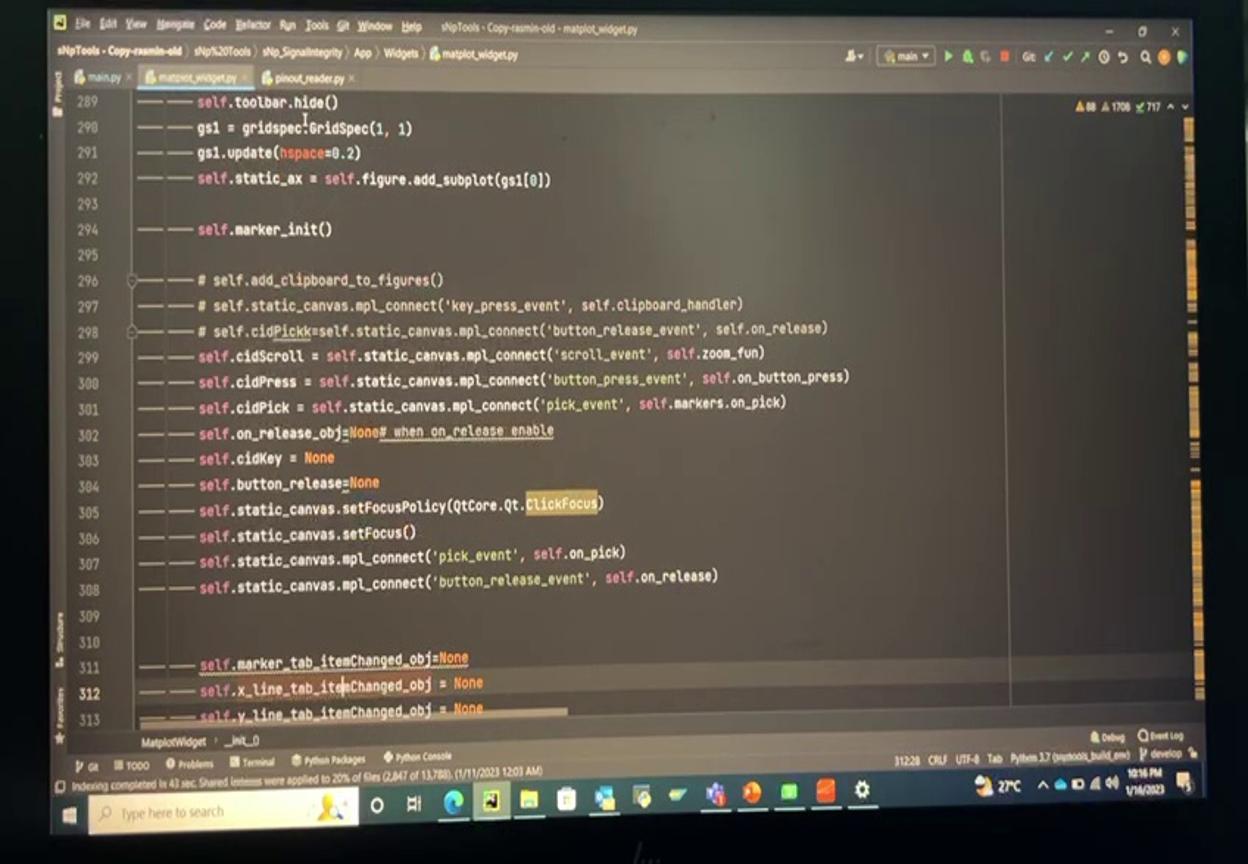 File Edit View Navigate Code Refactor Run Tools Git Window Help sNpTools - Copy-rasmin-old - matplot_widget.py
sNpTools - Copy-rasmin-old sNp%20Tools sNp_SignalIntegrity App Widgets matplot_widget.py main Git:
main.py matplot_widget.py pinout_reader.py
Project
88 1708 717
289 self.toolbar.hide()
290 gs1 = gridspec.GridSpec(1, 1)
291 gs1.update(hspace=0.2)
292 self.static_ax = self.figure.add_subplot(gs1[0])
293
294 self.marker_init()
295
296 # self.add_clipboard_to_figures()
297 # self.static_canvas.mpl_connect('key_press_event', self.clipboard_handler)
298 # self.cidPickk=self.static_canvas.mpl_connect('button_release_event', self.on_release)
299 self.cidScroll = self.static_canvas.mpl_connect('scroll_event', self.zoom_fun)
300 self.cidPress = self.static_canvas.mpl_connect('button_press_event', self.on_button_press)
301 self.cidPick = self.static_canvas.mpl_connect('pick_event', self.markers.on_pick)
302 self.on_release_obj=None# when on_release enable
303 self.cidKey = None
304 self.button_release=None
305 self.static_canvas.setFocusPolicy(QtCore.Qt.ClickFocus)
306 self.static_canvas.setFocus()
307 self.static_canvas.mpl_connect('pick_event', self.on_pick)
308 self.static_canvas.mpl_connect('button_release_event', self.on_release)
309
310
311 self.marker_tab_itemChanged_obj=None
312 self.x_line_tab_itemChanged_obj = None
313 self.y_line_tab_itemChanged_obj = None
Structure
Favorites
MatplotWidget __init__()
Git TODO Problems Terminal Python Packages Python Console Debug Event Log
Indexing completed in 43 sec. Shared indexes were applied to 20% of files (2,847 of 13,788). (1/11/2023 12:03 AM) 312:28 CRLF UTF-8 Tab Python 3.7 develop
Type here to search 27°C 10:16 PM
1/16/2023